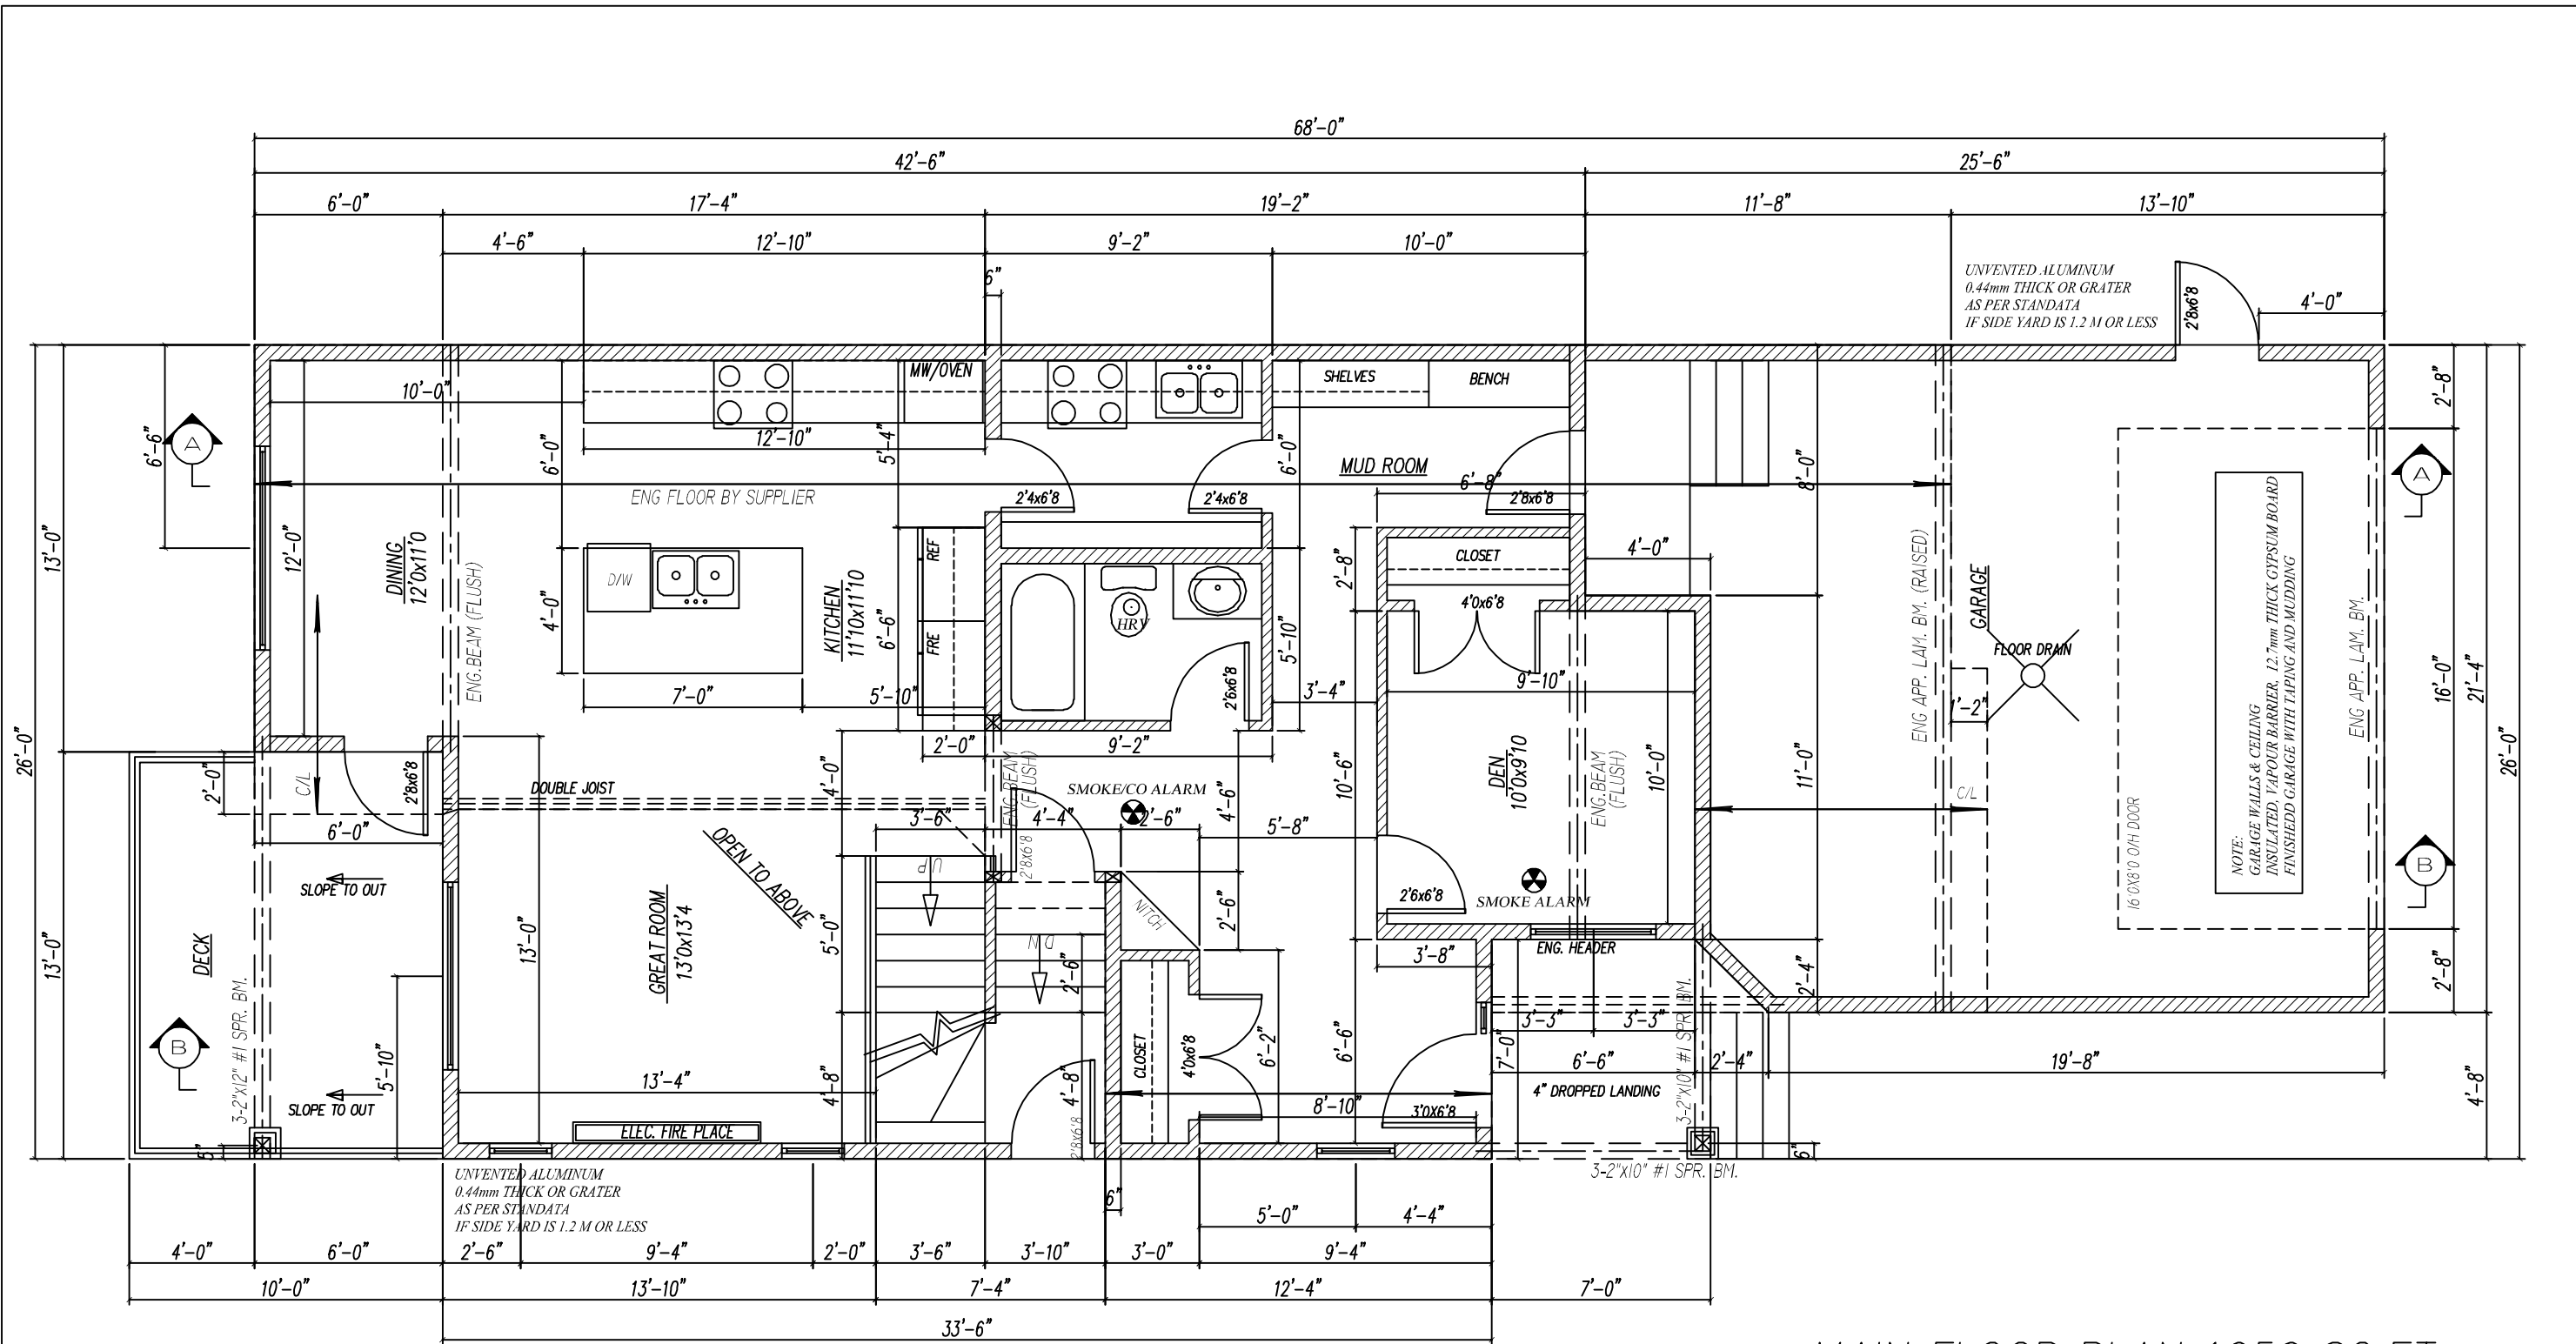 68'-0"
42'-6" 25'-6"
6'-0" 17'-4" 19'-2" 11'-8" 13'-10"
4'-6" 12'-10" 9'-2" 10'-0"
6"
UNVENTED ALUMINUM
0.44mm THICK OR GRATER
AS PER STANDATA
IF SIDE YARD IS 1.2 M OR LESS
2'8x6'8
4'-0"
MW/OVEN
SHELVES
BENCH
10'-0"
12'-10"
5'-4"
6'-0"
6'-0"
6'-6"
A
A
2'-8"
8'-0"
MUD ROOM
6'-8"
ENG FLOOR BY SUPPLIER
2'4x6'8
2'4x6'8
2'8x6'8
13'-0"
12'-0"
DINING
12'0x11'0
ENG.BEAM (FLUSH)
D/W
4'-0"
KITCHEN
11'10x11'10
6'-6"
REF
FRE
HRV
2'6x6'8
5'-10"
2'-8"
CLOSET
4'0x6'8
4'-0"
7'-0"
5'-10"
3'-4"
9'-10"
ENG APP. LAM. BM. (RAISED)
GARAGE
FLOOR DRAIN
1'-2"
C/L
16'0X8'0 O/H DOOR
NOTE:
GARAGE WALLS & CEILING
INSULATED, VAPOUR BARRIER, 12.7mm THICK GYPSUM BOARD
FINISHEDD GARAGE WITH TAPING AND MUDDING
ENG APP. LAM. BM.
16'-0"
21'-4"
26'-0"
26'-0"
2'-0"
C/L
2'8x6'8
6'-0"
2'-0"
9'-2"
4'-0"
DOUBLE JOIST
ENG.BEAM
(FLUSH)
SMOKE/CO ALARM
3'-6"
4'-4"
2'-6"
4'-6"
5'-8"
10'-6"
DEN
10'0x9'10
ENG.BEAM
(FLUSH)
10'-0"
11'-0"
2'8x6'8
OPEN TO ABOVE
UP
SLOPE TO OUT
DECK
13'-0"
13'-0"
GREAT ROOM
13'0x13'4
5'-0"
DN
2'-6"
NITCH
2'-6"
2'6x6'8
SMOKE ALARM
B
B
3'-8"
ENG. HEADER
2'-4"
2'-8"
3'-3"
3'-3"
3-2"x12" #1 SPR. BM.
5'-10"
SLOPE TO OUT
13'-4"
4'-8"
4'-8"
CLOSET
4'0x6'8
6'-2"
6'-6"
7'-0"
6'-6"
2'-4"
19'-8"
4'-8"
4" DROPPED LANDING
3-2"x10" #1 SPR. BM.
8'-10"
3'0X6'8
ELEC. FIRE PLACE
2'8x6'8
5"
6"
3-2"x10" #1 SPR. BM.
UNVENTED ALUMINUM
0.44mm THICK OR GRATER
AS PER STANDATA
IF SIDE YARD IS 1.2 M OR LESS
6"
5'-0" 4'-4"
4'-0" 6'-0" 2'-6" 9'-4" 2'-0" 3'-6" 3'-10" 3'-0" 9'-4"
10'-0" 13'-10" 7'-4" 12'-4" 7'-0"
33'-6"